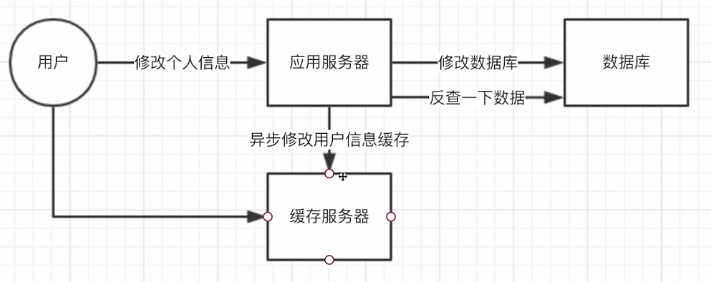 用户
修改个人信息
应用服务器
修改数据库
数据库
反查一下数据
异步修改用户信息缓存
缓存服务器